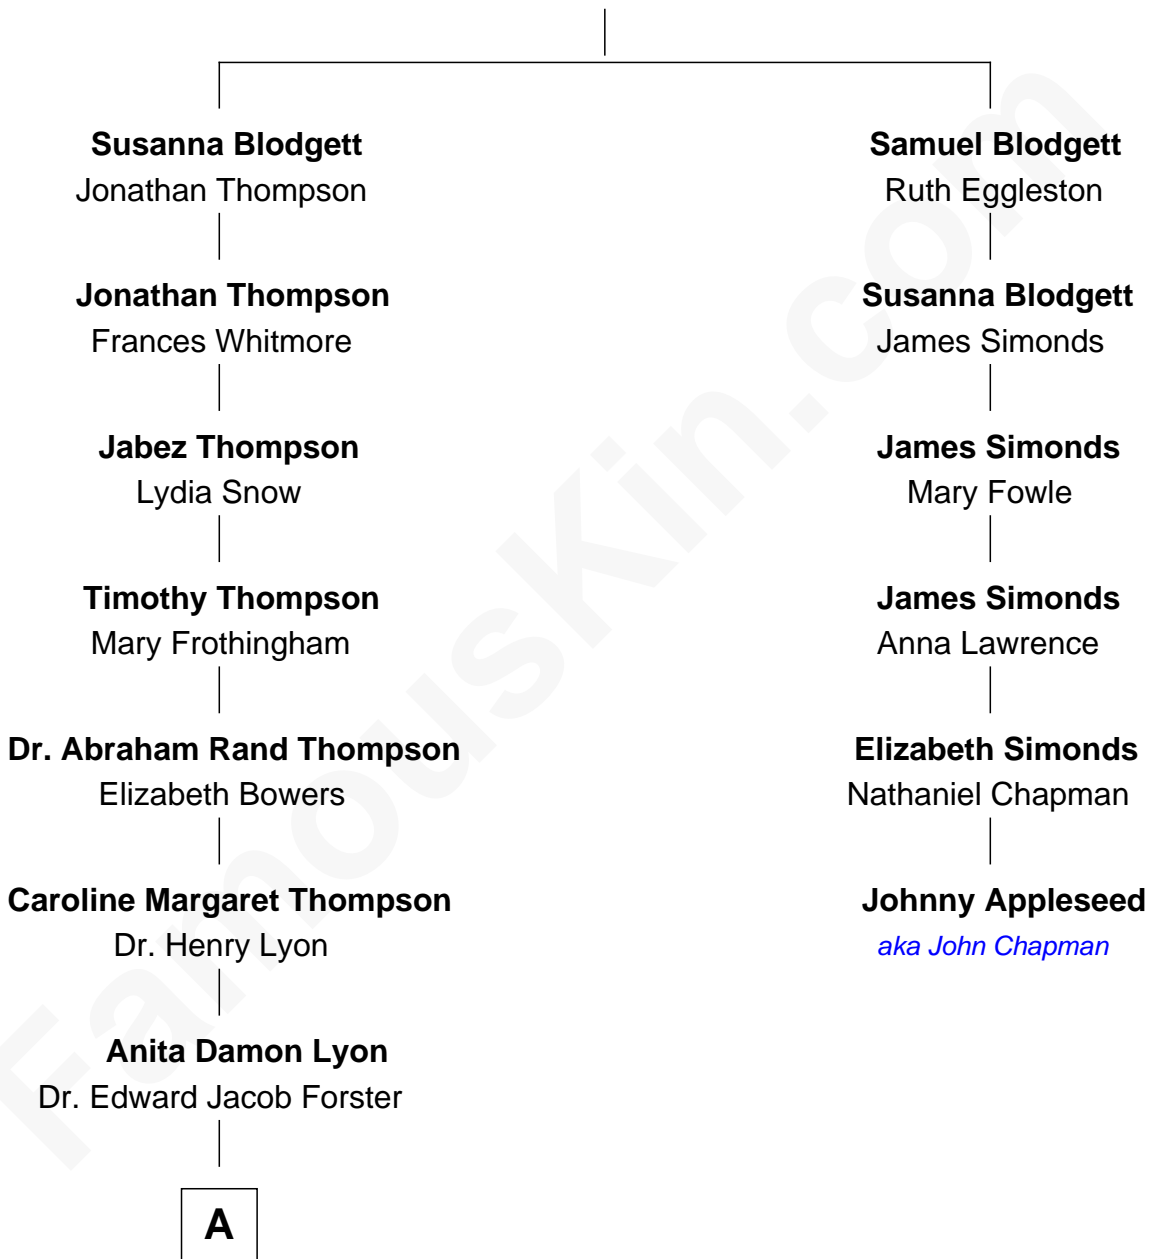 Susanna Blodgett
Jonathan Thompson
Samuel Blodgett
Ruth Eggleston
Jonathan Thompson
Frances Whitmore
Susanna Blodgett
James Simonds
Jabez Thompson
Lydia Snow
James Simonds
Mary Fowle
Timothy Thompson
Mary Frothingham
James Simonds
Anna Lawrence
Dr. Abraham Rand Thompson
Elizabeth Bowers
Elizabeth Simonds
Nathaniel Chapman
Caroline Margaret Thompson
Dr. Henry Lyon
Johnny Appleseed
aka John Chapman
Anita Damon Lyon
Dr. Edward Jacob Forster
A
FamousKin.com